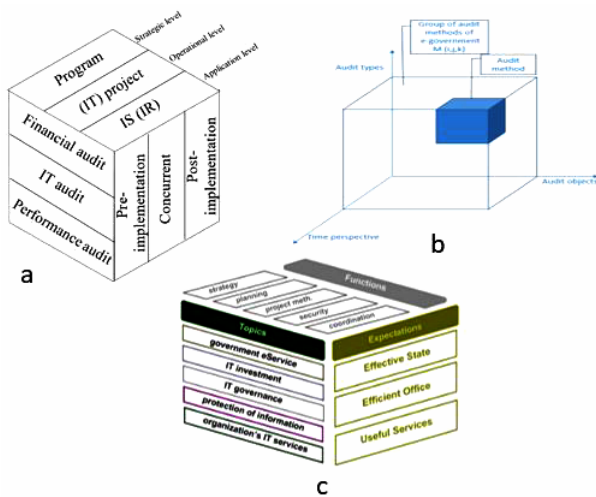 Strategic level
Operational level
Application level
Program
(IT) project
IS (IR)
Financial audit
IT audit
Performance audit
Pre-
implementation
Concurrent
Post-
implementation
a
Group of audit
methods of
e-government
M (i,j,k)
Audit
method
Audit types
Audit objects
Time perspective
b
Functions
strategy
planning
project meth.
security
coordination
Topics
government eService
IT investment
IT governance
protection of information
organization's IT services
Expectations
Effective State
Efficient Office
Useful Services
c